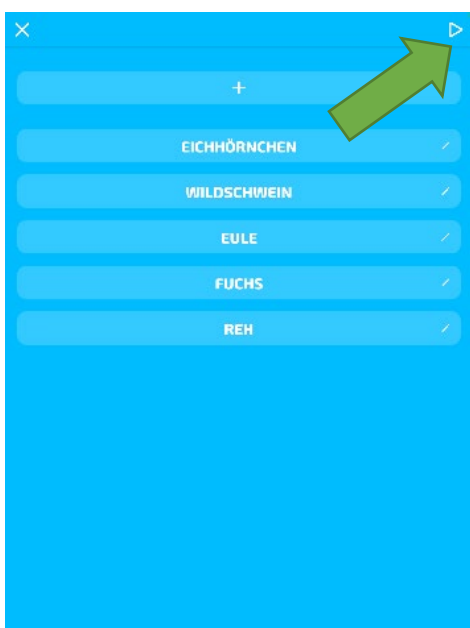 +
EICHHÖRNCHEN
WILDSCHWEIN
EULE
FUCHS
REH